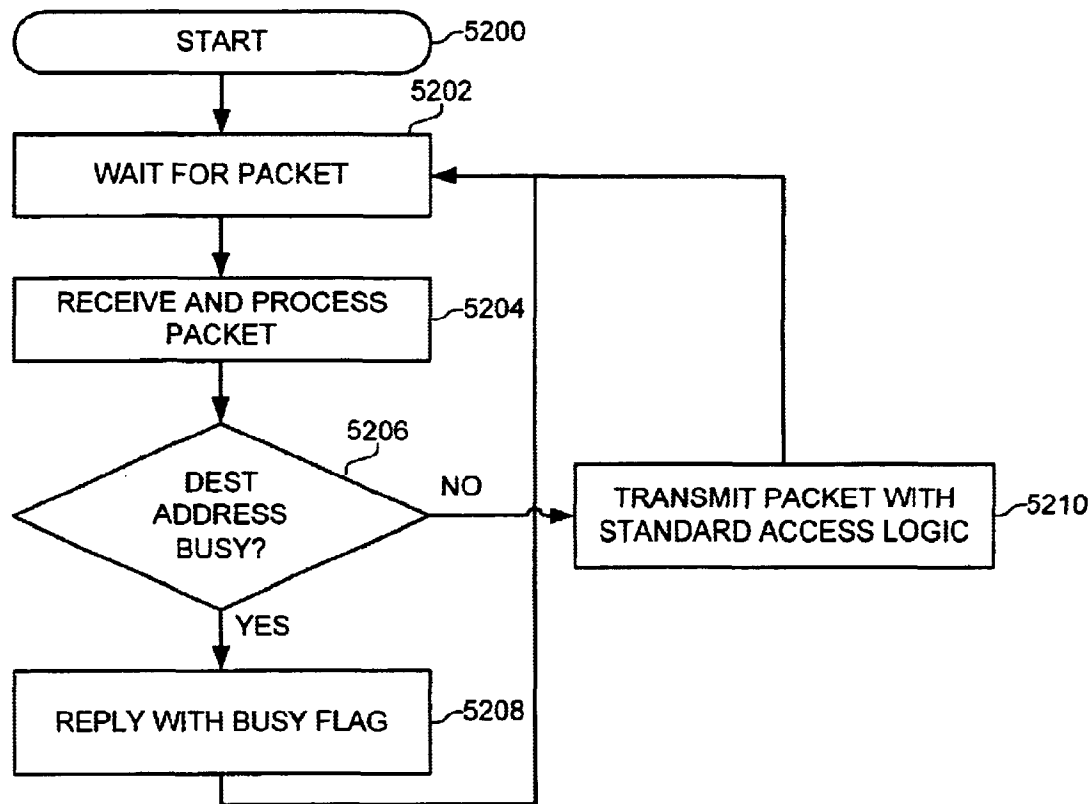 START
5200
5202
WAIT FOR PACKET
RECEIVE AND PROCESS
PACKET
5204
5206
DEST
ADDRESS
BUSY?
NO
TRANSMIT PACKET WITH
STANDARD ACCESS LOGIC
5210
YES
REPLY WITH BUSY FLAG
5208